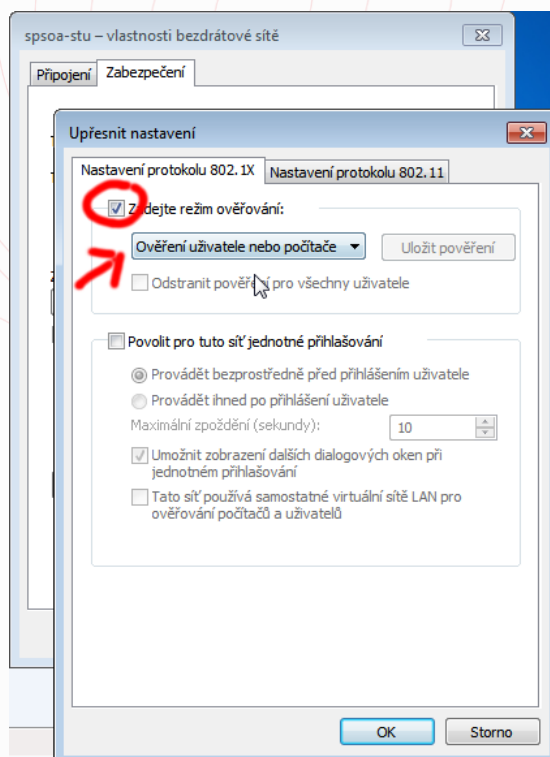 spsoa-stu – vlastnosti bezdrátové sítě
Připojení Zabezpečení
Upřesnit nastavení
Nastavení protokolu 802.1X Nastavení protokolu 802.11
Zadejte režim ověřování:
Ověření uživatele nebo počítače Uložit pověření
Odstranit pověření pro všechny uživatele
Povolit pro tuto síť jednotné přihlašování
Provádět bezprostředně před přihlášením uživatele
Provádět ihned po přihlášení uživatele
Maximální zpoždění (sekundy): 10
Umožnit zobrazení dalších dialogových oken při
jednotném přihlašování
Tato síť používá samostatné virtuální sítě LAN pro
ověřování počítačů a uživatelů
OK Storno